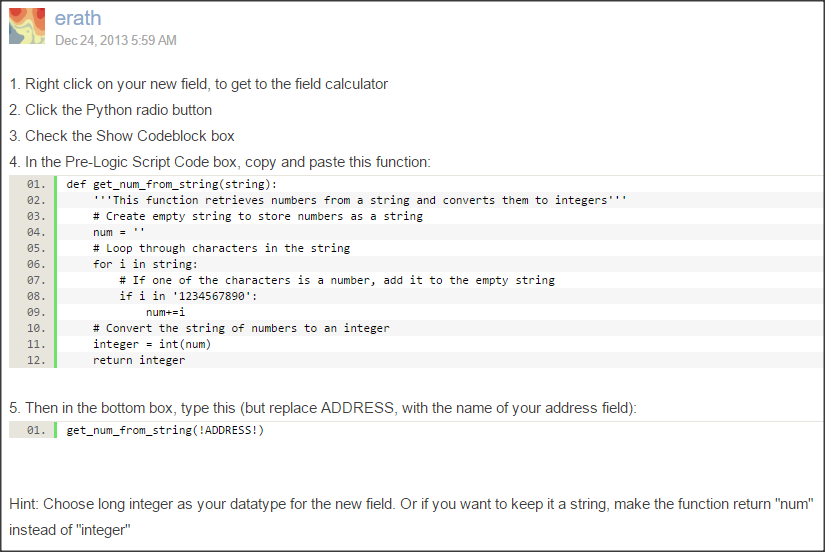 erath
Dec 24, 2013 5:59 AM
1. Right click on your new field, to get to the field calculator
2. Click the Python radio button
3. Check the Show Codeblock box
4. In the Pre-Logic Script Code box, copy and paste this function:
01. def get_num_from_string(string):
02.     '''This function retrieves numbers from a string and converts them to integers'''
03.     # Create empty string to store numbers as a string
04.     num = ''
05.     # Loop through characters in the string
06.     for i in string:
07.         # If one of the characters is a number, add it to the empty string
08.         if i in '1234567890':
09.             num+=i
10.     # Convert the string of numbers to an integer
11.     integer = int(num)
12.     return integer
5. Then in the bottom box, type this (but replace ADDRESS, with the name of your address field):
01. get_num_from_string(!ADDRESS!)
Hint: Choose long integer as your datatype for the new field. Or if you want to keep it a string, make the function return "num"
instead of "integer"